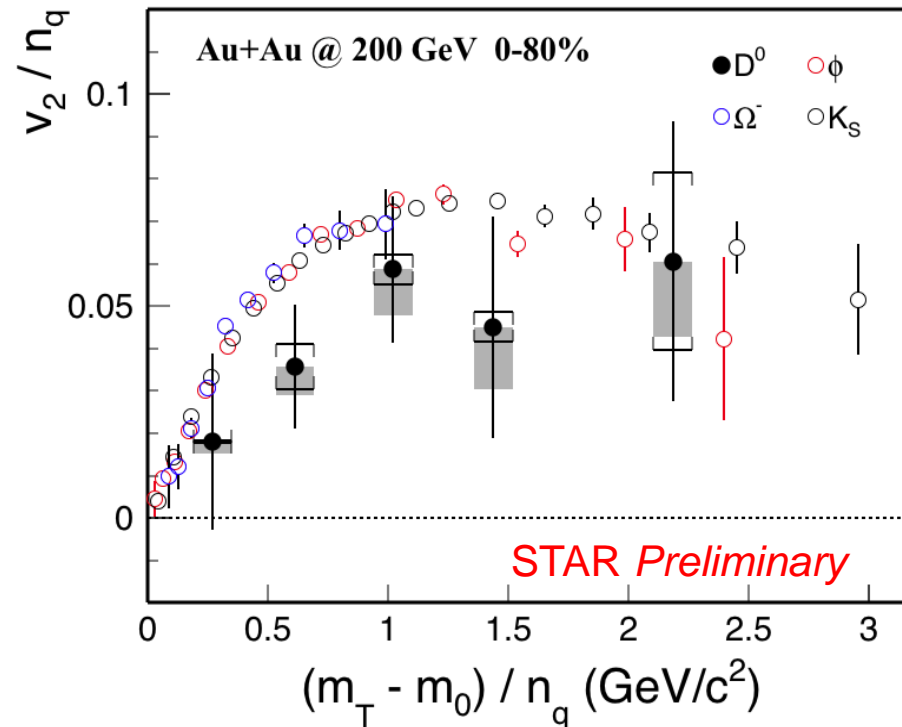 Au+Au @ 200 GeV 0-80%
D⁰ ϕ
Ω⁻ K_S
v₂ / n_q
0.1
0.05
0
STAR Preliminary
0 0.5 1 1.5 2 2.5 3
(m_T - m₀) / n_q (GeV/c²)